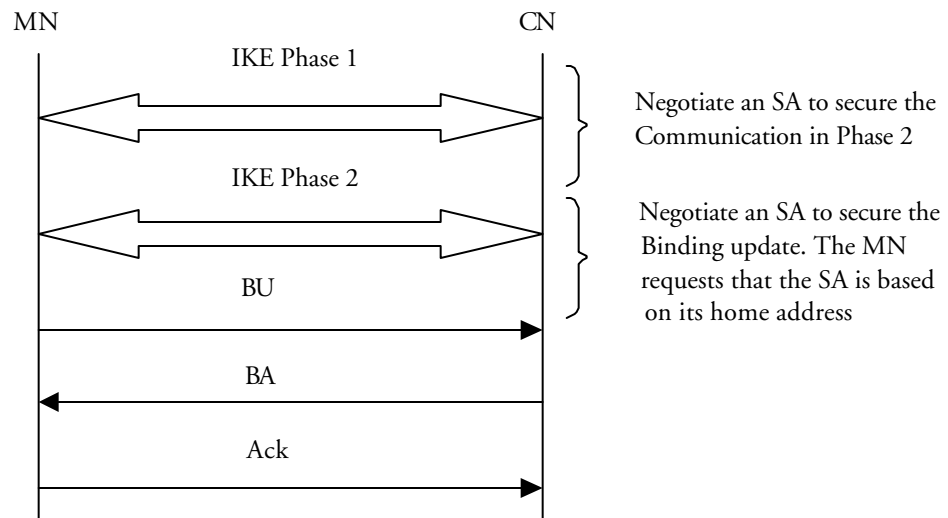 MN
CN
IKE Phase 1
Negotiate an SA to secure the
Communication in Phase 2
IKE Phase 2
Negotiate an SA to secure the
Binding update. The MN
requests that the SA is based
on its home address
BU
BA
Ack